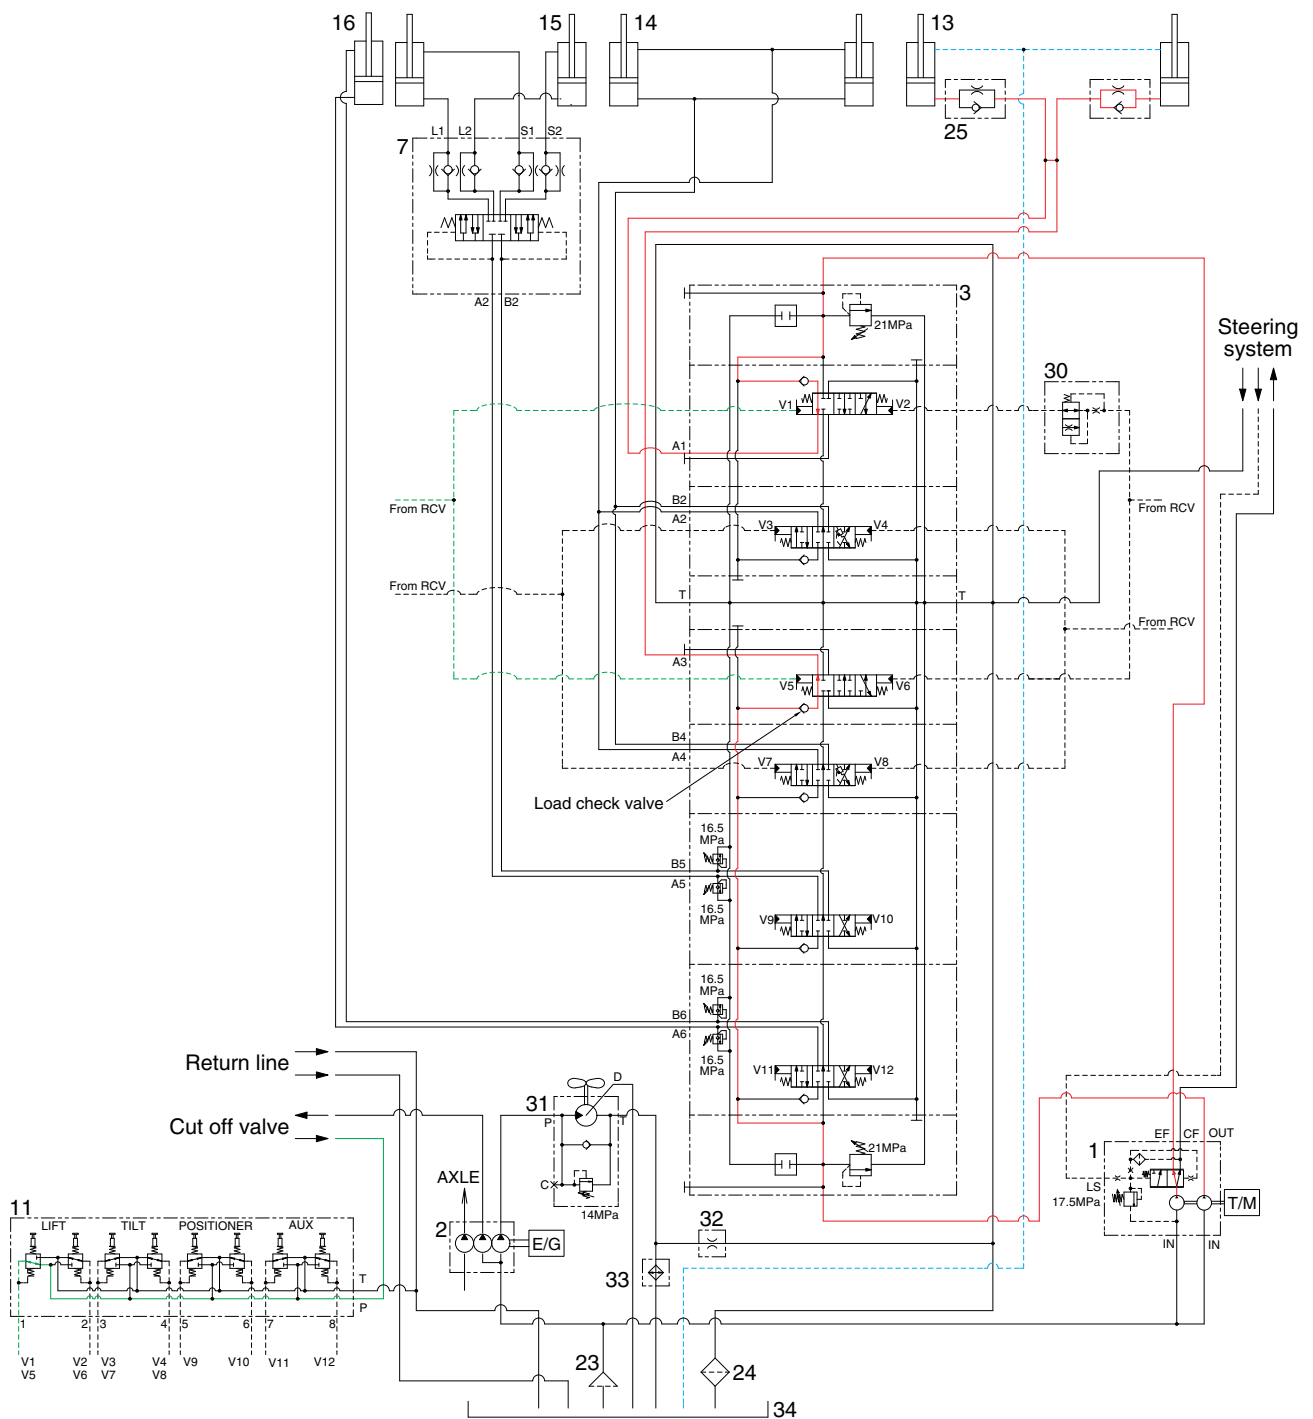 16
15
14
13
25
L1 L2 S1 S2
7
A2 B2
3
21MPa
Steering
system
30
V1 V2
A1
B2
From RCV From RCV
A2
V3 V4
From RCV
T T
From RCV
A3
V5 V6
B4
A4
V7 V8
Load check valve
16.5
MPa
B5
A5
16.5
MPa
V9 V10
16.5
MPa
B6
A6
16.5
MPa
V11 V12
Return line
Cut off valve
31
D
P T
C
14MPa
21MPa
EF CF OUT
1
LS
17.5MPa
T/M
IN IN
AXLE
2
E/G
32
33
11
LIFT TILT POSITIONER AUX
T
P
1 2 3 4 5 6 7 8
V1 V2 V3 V4 V9 V10 V11 V12
V5 V6 V7 V8
23
24
34